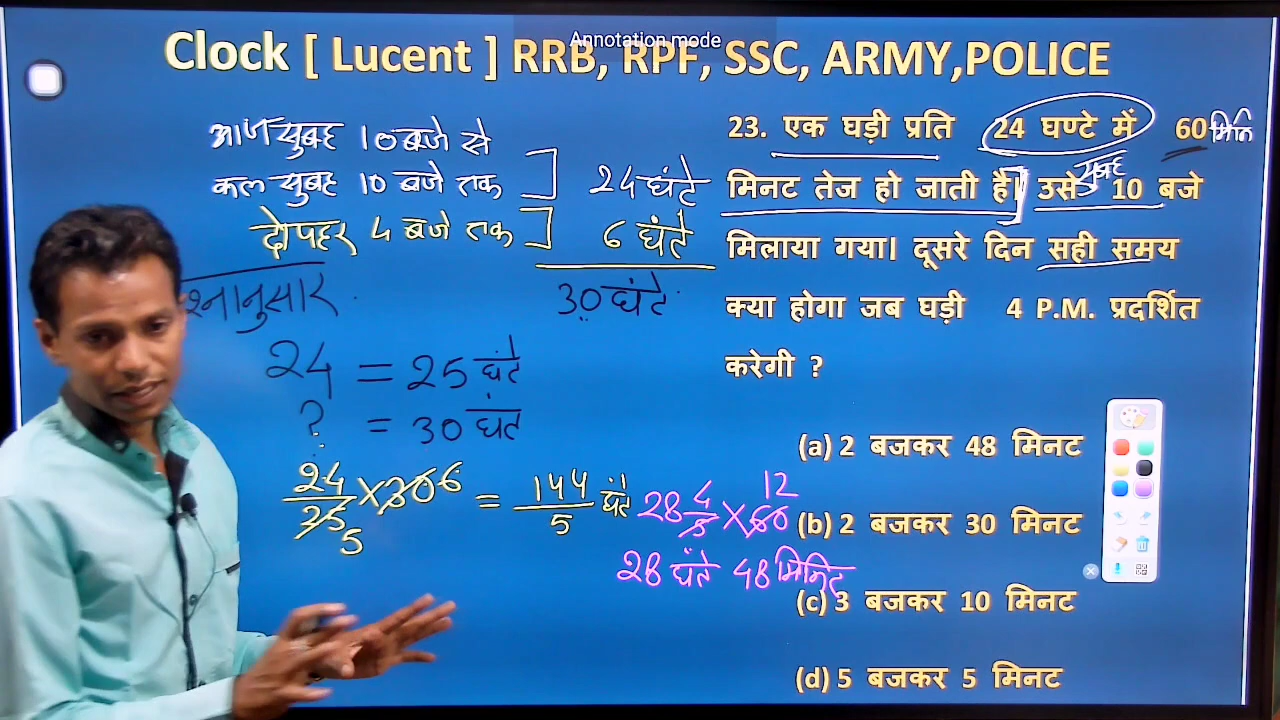 Annotation mode
Clock [ Lucent ] RRB, RPF, SSC, ARMY,POLICE
आज सुबह 10 बजे से
कल सुबह 10 बजे तक 24 घंटे
दोपहर 4 बजे तक 6 घंटे
30 घंटे
श्नानुसार
24 = 25 घंटे
? = 30 घंटे
24/25 5 × 30 6 = 144/5 घंटे
28 4/5 × 60 12
28 घंटे 48 मिनिट
23. एक घड़ी प्रति 24 घण्टे में 60 मिनि
मिनट तेज हो जाती है। उसे सुबह 10 बजे
मिलाया गया। दूसरे दिन सही समय
क्या होगा जब घड़ी 4 P.M. प्रदर्शित
करेगी ?
(a) 2 बजकर 48 मिनट
(b) 2 बजकर 30 मिनट
(c) 3 बजकर 10 मिनट
(d) 5 बजकर 5 मिनट